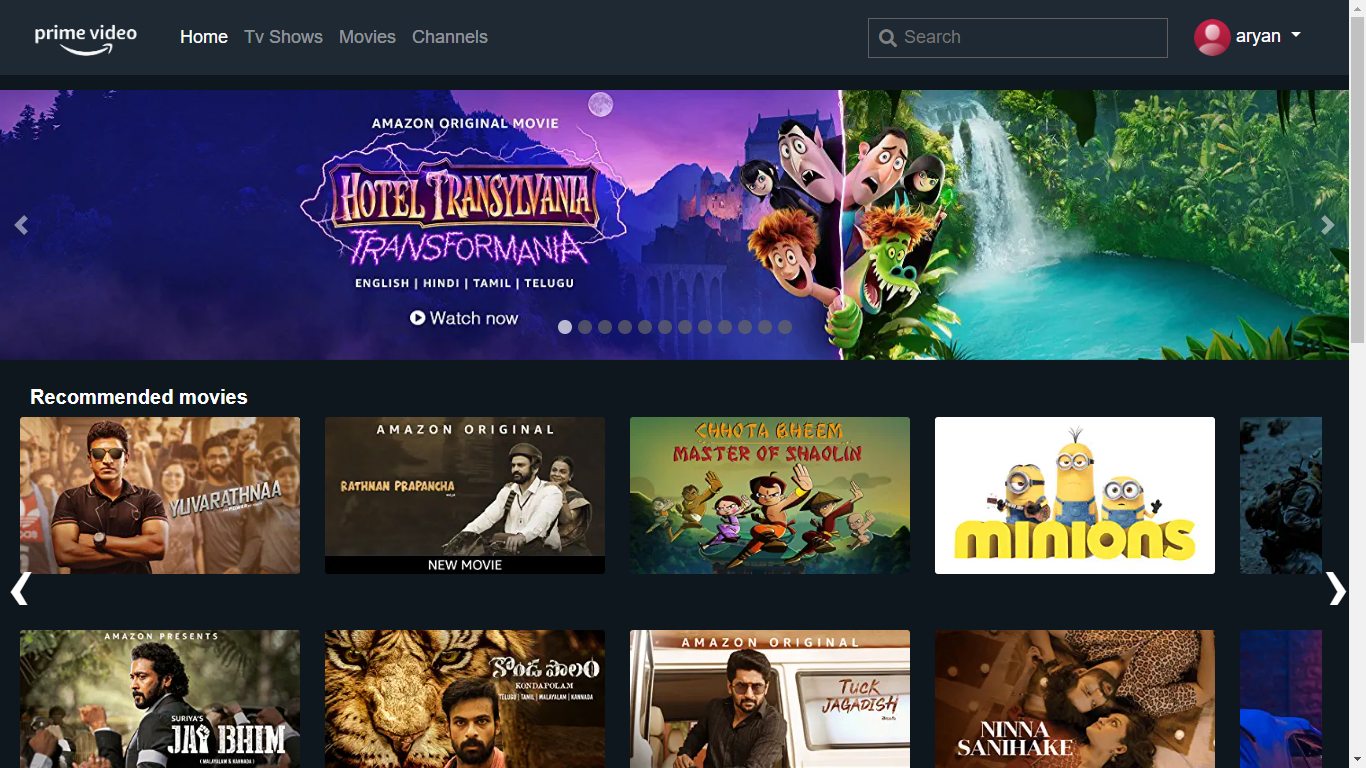 prime video
Home Tv Shows Movies Channels
Search
aryan
AMAZON ORIGINAL MOVIE
HOTEL TRANSYLVANIA
TRANSFORMANIA
ENGLISH | HINDI | TAMIL | TELUGU
Watch now
Recommended movies
YUVARATHNAA
AMAZON ORIGINAL
RATHNAN PRAPANCHA
NEW MOVIE
CHHOTA BHEEM
MASTER OF SHAOLIN
minions
AMAZON PRESENTS
SURIYA'S
JAI BHIM
( MALAYALAM & KANNADA )
కొండ పొలం
KONDAPOLAM
TELUGU | TAMIL | MALAYALAM | KANNADA
AMAZON ORIGINAL
TUCK
JAGADISH
NINNA
SANIHAKE